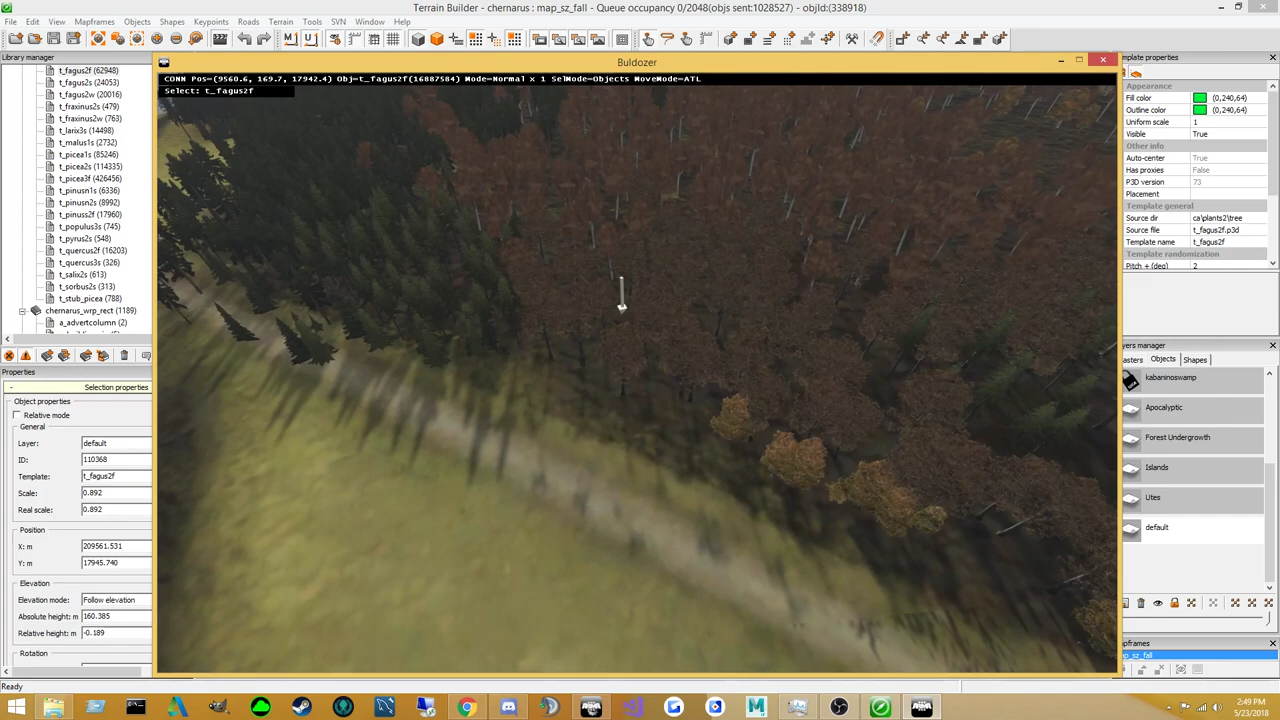 Terrain Builder - chernarus : map_sz_fall - Queue occupancy 0/2048(objs sent:1028527) - objId:(338918)
File Edit View Mapframes Objects Shapes Keypoints Roads Terrain Tools SVN Window Help
Library manager
t_fagus2f (62948)
t_fagus2s (24053)
t_fagus2w (20016)
t_fraxinus2s (479)
t_fraxinus2w (763)
t_larix3s (14498)
t_malus1s (2732)
t_picea1s (85246)
t_picea2s (114335)
t_picea3f (426456)
t_pinusn1s (6336)
t_pinusn2s (8992)
t_pinuss2f (17960)
t_populus3s (745)
t_pyrus2s (548)
t_quercus2f (16203)
t_quercus3s (326)
t_salix2s (613)
t_sorbus2s (313)
t_stub_picea (788)
chernarus_wrp_rect (1189)
a_advertcolumn (2)
Properties
Selection properties
Object properties
Relative mode
General
Layer: default
ID: 110368
Template: t_fagus2f
Scale: 0.892
Real scale: 0.892
Position
X: m 209561.531
Y: m 17945.740
Elevation
Elevation mode: Follow elevation
Absolute height: m 160.385
Relative height: m -0.189
Rotation
Ready
Buldozer
CONN Pos=(9560.6, 169.7, 17942.4) Obj=t_fagus2f(16887584) Mode=Normal x 1 SelMode=Objects MoveMode=ATL
Select: t_fagus2f
emplate properties
Appearance
Fill color (0,240,64)
Outline color (0,240,64)
Uniform scale 1
Visible True
Other info
Auto-center True
Has proxies False
P3D version 73
Placement
Template general
Source dir ca\plants2\tree
Source file t_fagus2f.p3d
Template name t_fagus2f
Template randomization
Pitch + (deg) 2
ayers manager
asters Objects Shapes
kabaninoswamp
Apocalyptic
Forest Undergrowth
Islands
Utes
default
apframes
ap_sz_fall
2:49 PM
5/23/2018